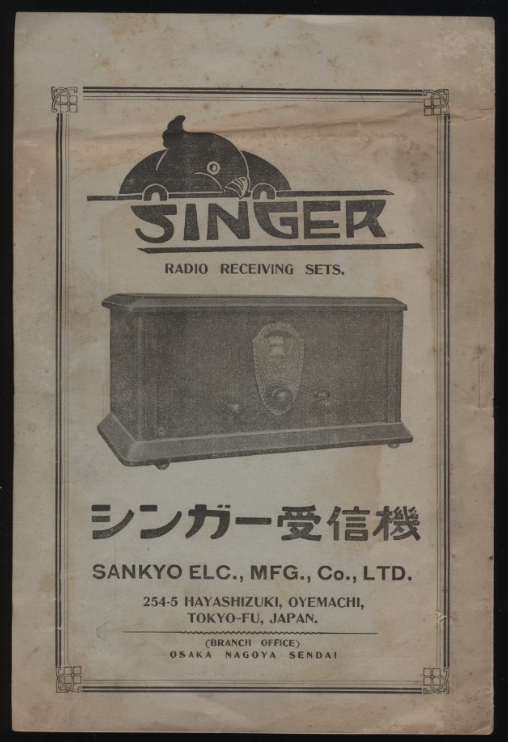 SINGER
RADIO RECEIVING SETS.
シンガー受信機
SANKYO ELC., MFG., Co., LTD.
254-5 HAYASHIZUKI, OYEMACHI,
TOKYO-FU, JAPAN.
(BRANCH OFFICE)
OSAKA NAGOYA SENDAI